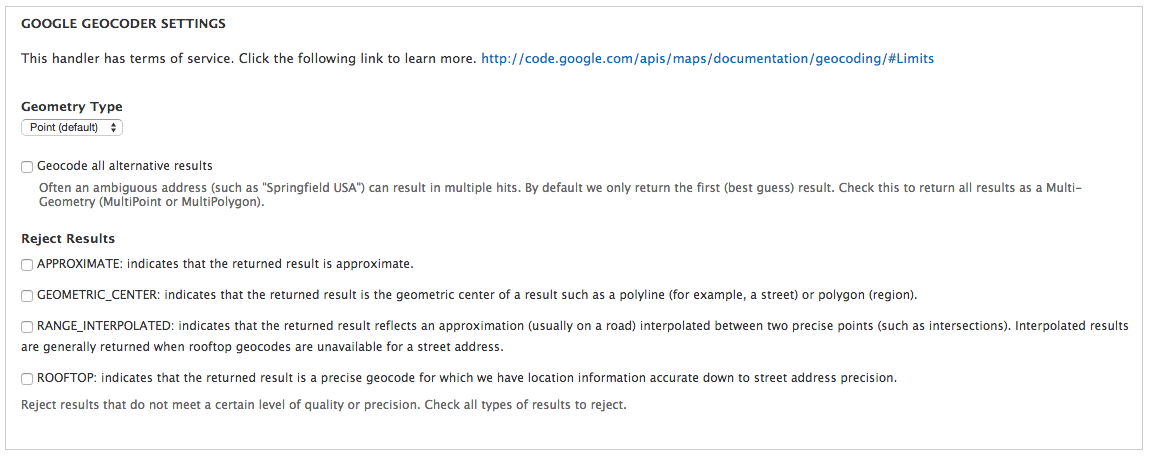 GOOGLE GEOCODER SETTINGS
This handler has terms of service. Click the following link to learn more. http://code.google.com/apis/maps/documentation/geocoding/#Limits
Geometry Type
Point (default)
Geocode all alternative results
Often an ambiguous address (such as "Springfield USA") can result in multiple hits. By default we only return the first (best guess) result. Check this to return all results as a Multi-
Geometry (MultiPoint or MultiPolygon).
Reject Results
APPROXIMATE: indicates that the returned result is approximate.
GEOMETRIC_CENTER: indicates that the returned result is the geometric center of a result such as a polyline (for example, a street) or polygon (region).
RANGE_INTERPOLATED: indicates that the returned result reflects an approximation (usually on a road) interpolated between two precise points (such as intersections). Interpolated results
are generally returned when rooftop geocodes are unavailable for a street address.
ROOFTOP: indicates that the returned result is a precise geocode for which we have location information accurate down to street address precision.
Reject results that do not meet a certain level of quality or precision. Check all types of results to reject.